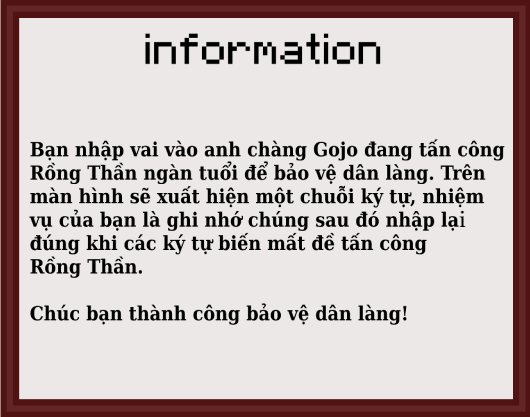 information
Bạn nhập vai vào anh chàng Gojo đang tấn công
Rồng Thần ngàn tuổi để bảo vệ dân làng. Trên
màn hình sẽ xuất hiện một chuỗi ký tự, nhiệm
vụ của bạn là ghi nhớ chúng sau đó nhập lại
đúng khi các ký tự biến mất đề tấn công
Rồng Thần.
Chúc bạn thành công bảo vệ dân làng!